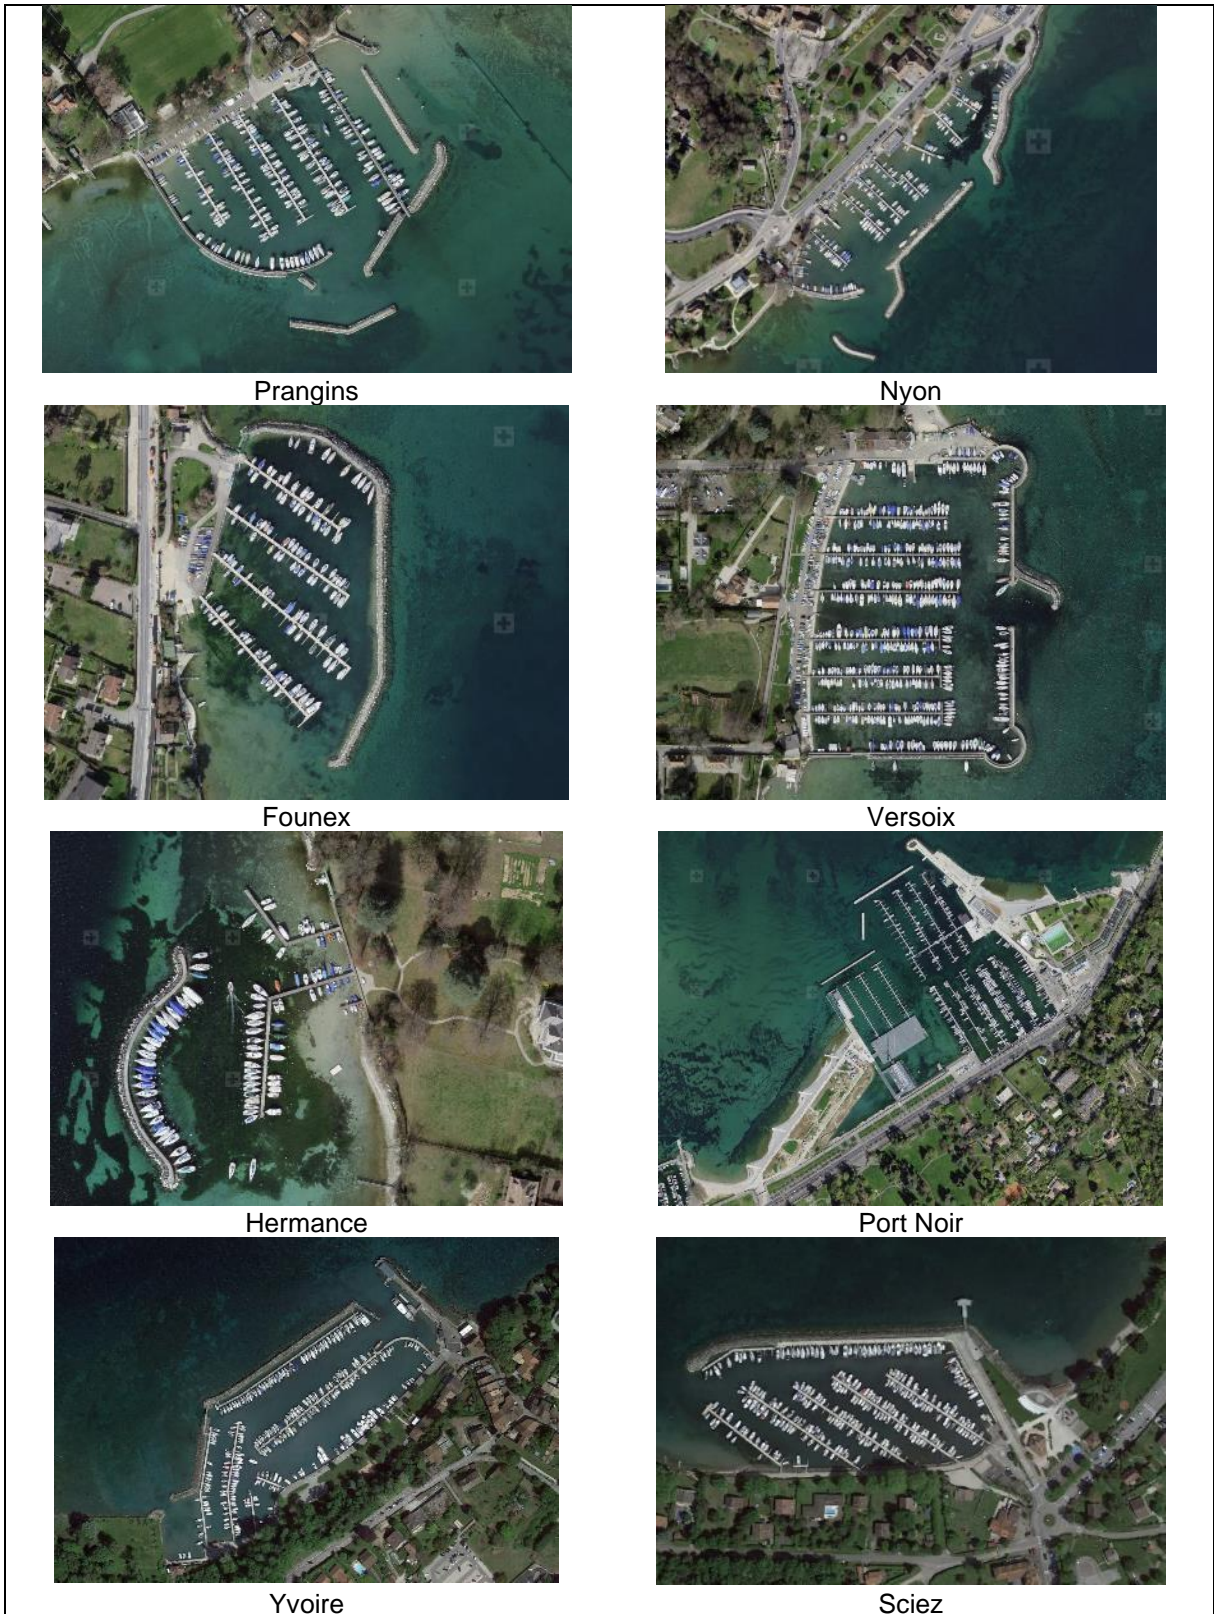 Prangins
Nyon
Founex
Versoix
Hermance
Port Noir
Yvoire
Sciez